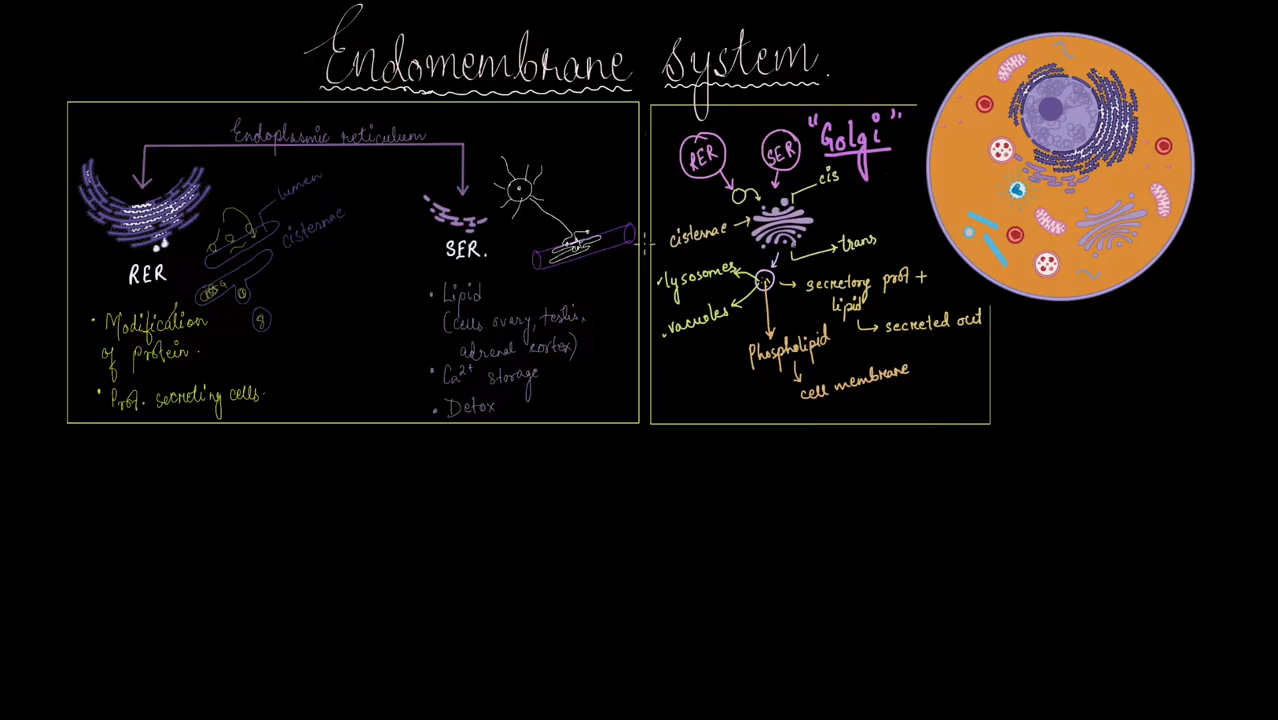 Endomembrane system.
Endoplasmic reticulum
lumen
cisternae
RER
• Modification
of protein.
• Prot. secreting cells.
SER.
• Lipid
(cells ovary, testis,
adrenal cortex)
• Ca2+ storage
• Detox
"Golgi"
RER
SER
cis
cisternae
trans
• lysosomes
• vacuoles
secretory prot +
lipid
secreted out
Phospholipid
cell membrane